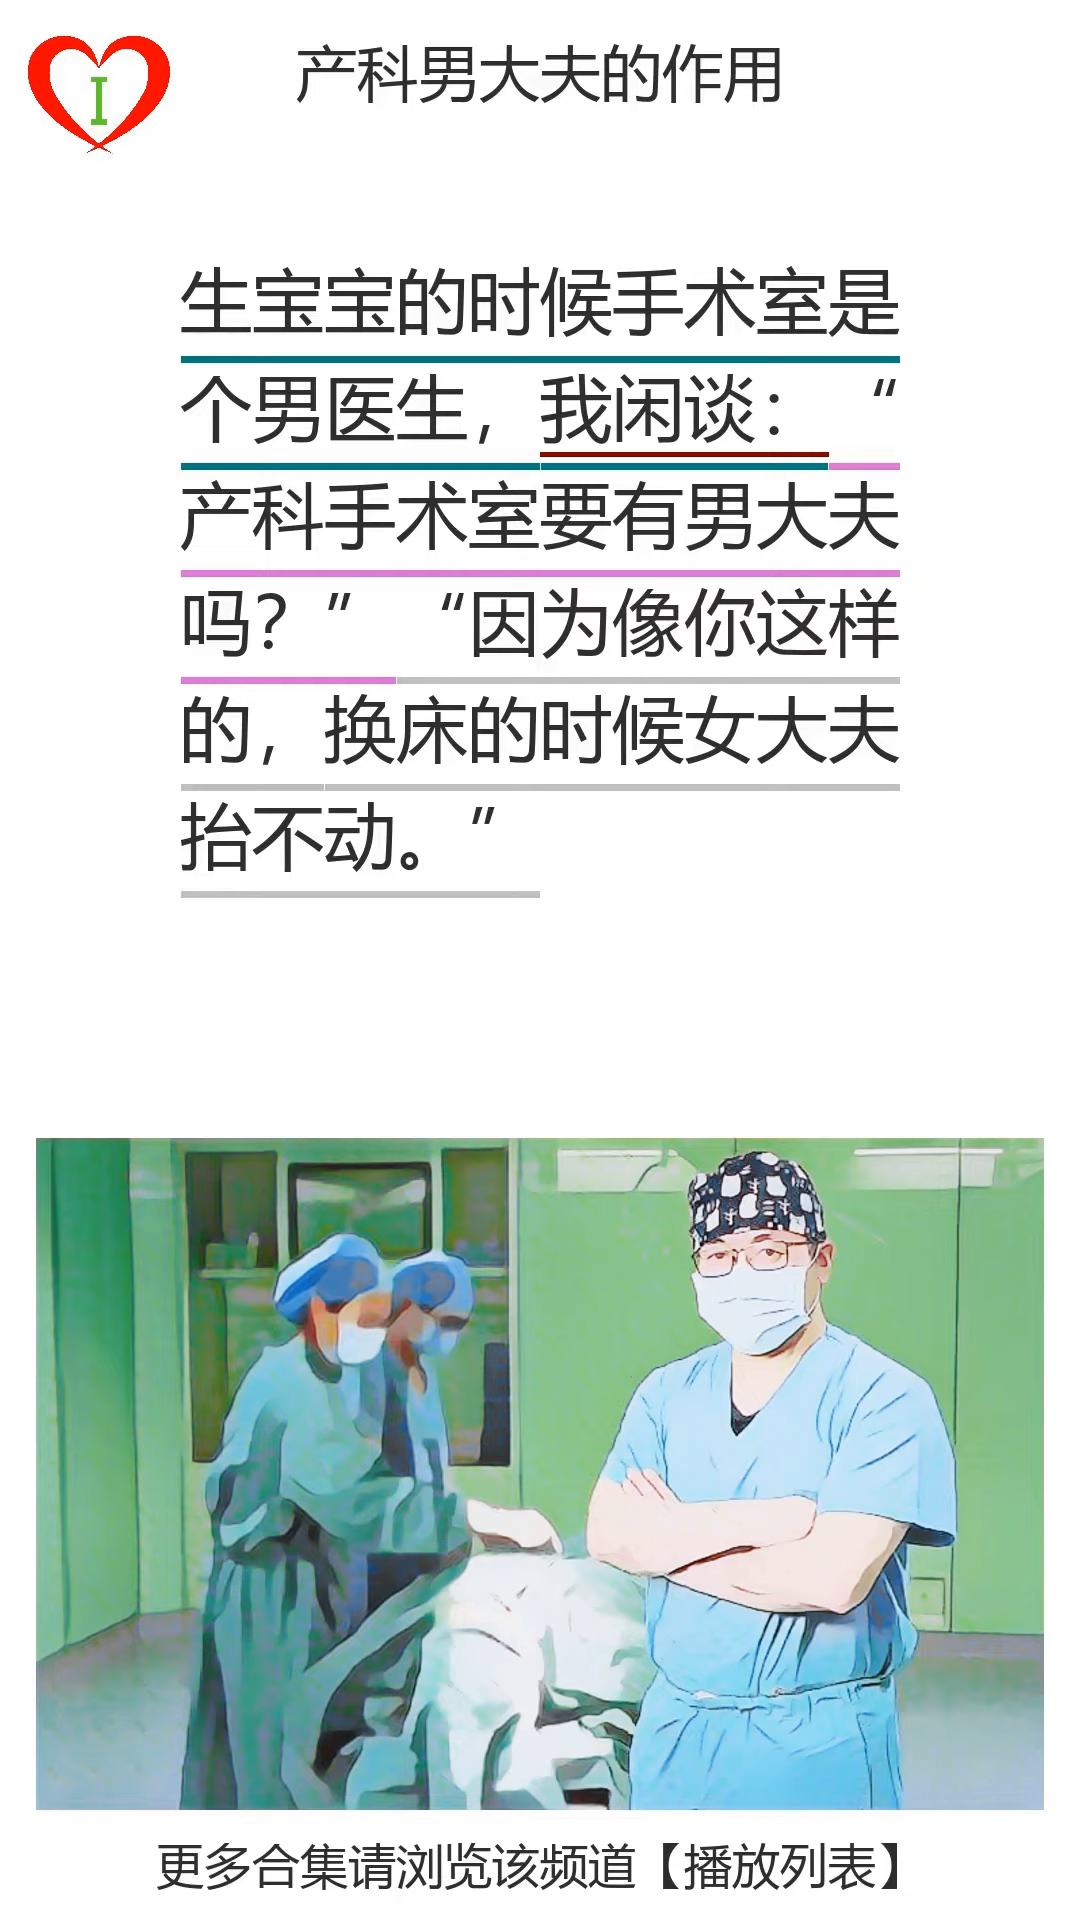 I
产科男大夫的作用
生宝宝的时候手术室是
个男医生，我闲谈：“
产科手术室要有男大夫
吗？”“因为像你这样
的，换床的时候女大夫
抬不动。”
更多合集请浏览该频道【播放列表】